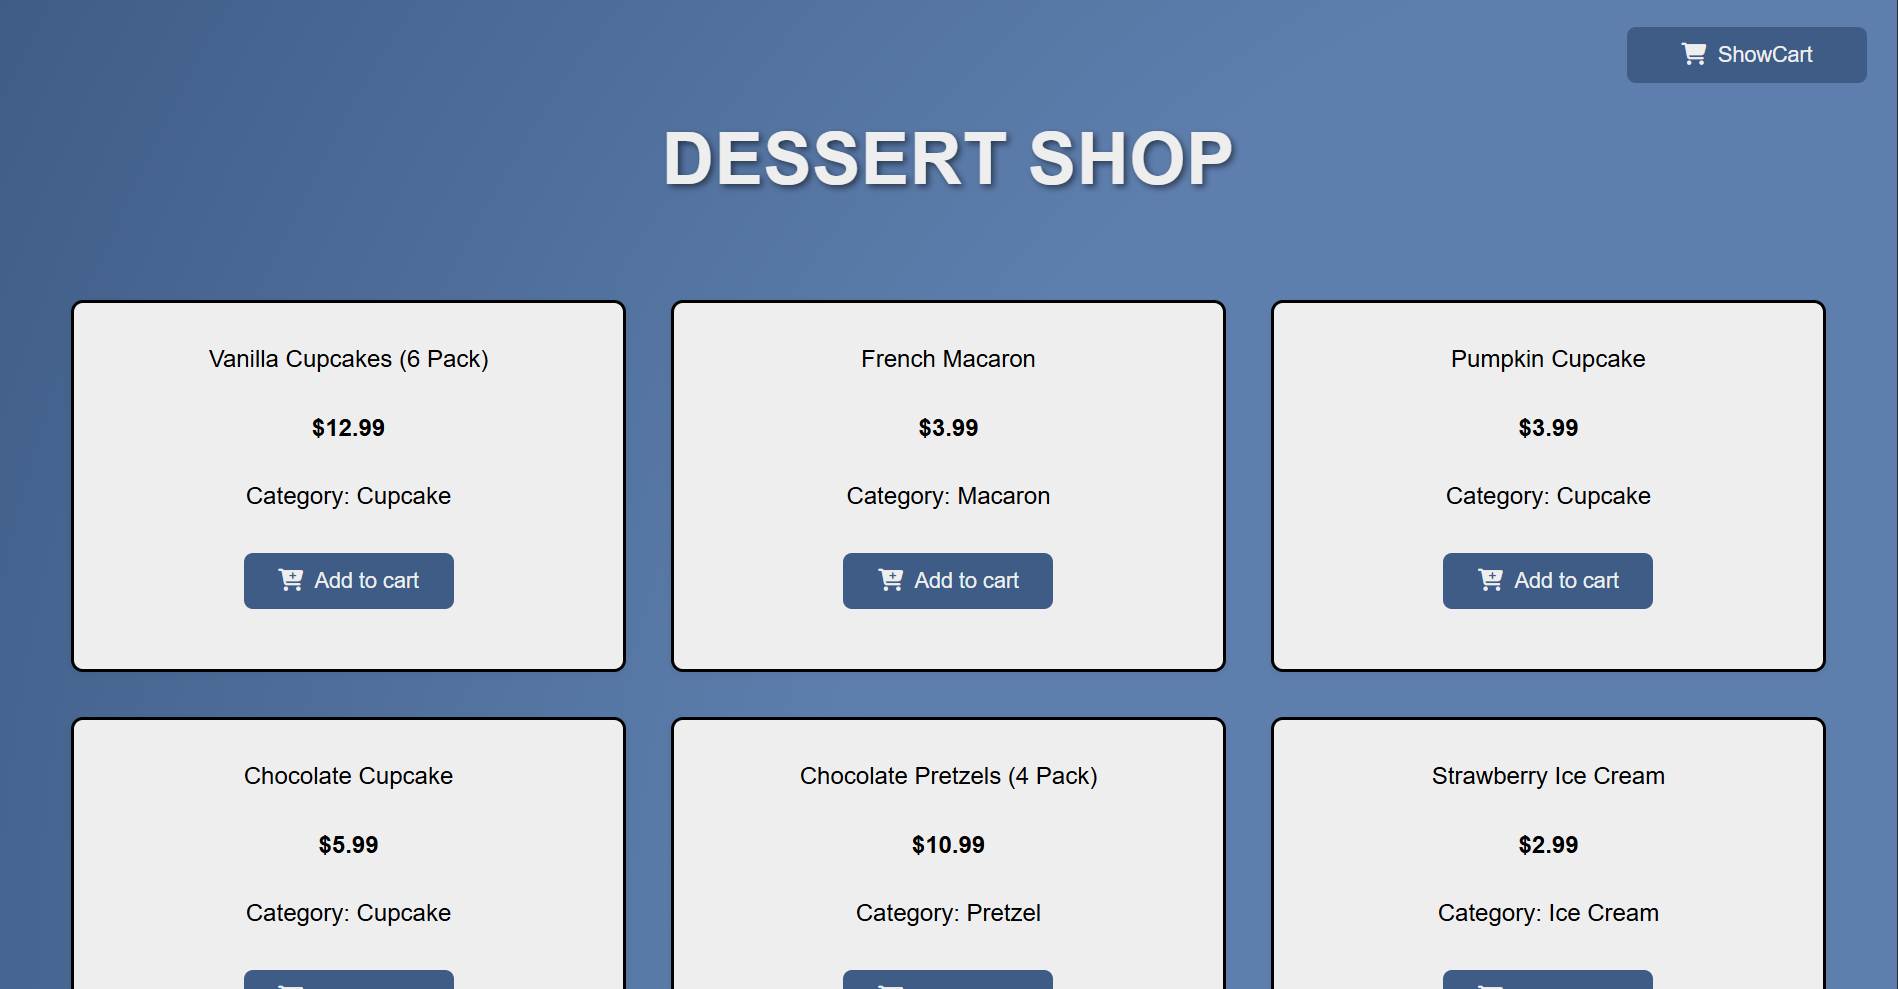 ShowCart
DESSERT SHOP
Vanilla Cupcakes (6 Pack)
$12.99
Category: Cupcake
Add to cart
French Macaron
$3.99
Category: Macaron
Add to cart
Pumpkin Cupcake
$3.99
Category: Cupcake
Add to cart
Chocolate Cupcake
$5.99
Category: Cupcake
Chocolate Pretzels (4 Pack)
$10.99
Category: Pretzel
Strawberry Ice Cream
$2.99
Category: Ice Cream